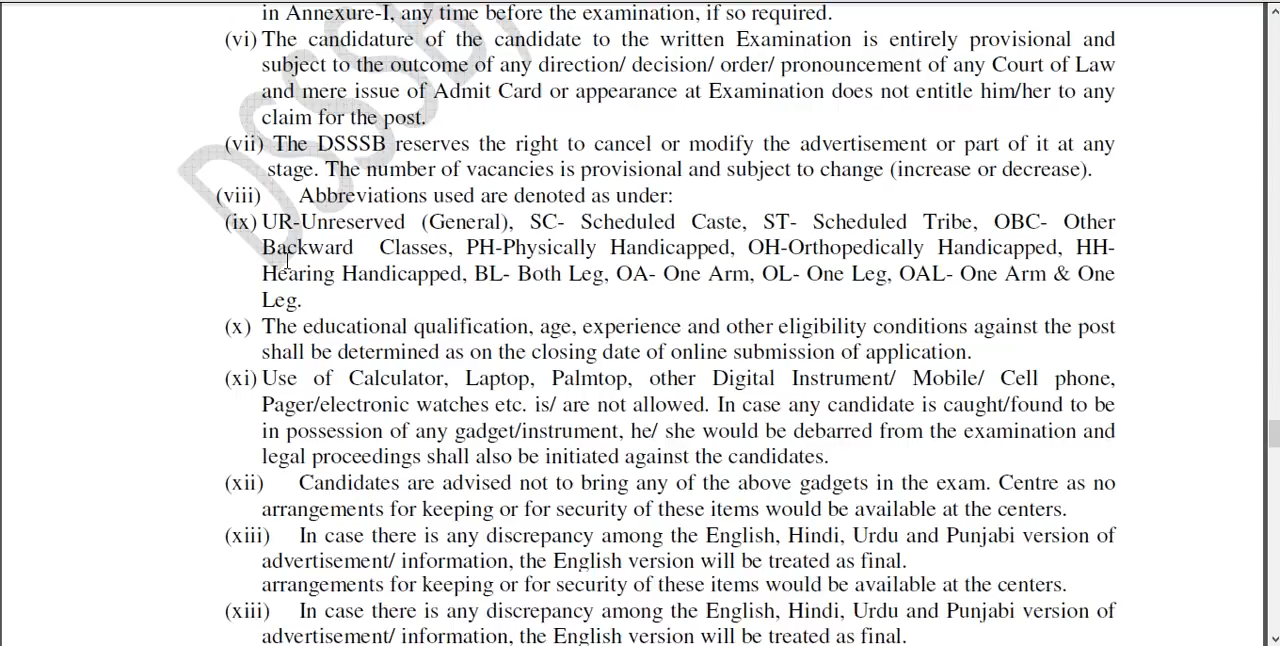 in Annexure-I, any time before the examination, if so required.
(vi) The candidature of the candidate to the written Examination is entirely provisional and
subject to the outcome of any direction/ decision/ order/ pronouncement of any Court of Law
and mere issue of Admit Card or appearance at Examination does not entitle him/her to any
claim for the post.
(vii) The DSSSB reserves the right to cancel or modify the advertisement or part of it at any
stage. The number of vacancies is provisional and subject to change (increase or decrease).
(viii) Abbreviations used are denoted as under:
(ix) UR-Unreserved (General), SC- Scheduled Caste, ST- Scheduled Tribe, OBC- Other
Backward Classes, PH-Physically Handicapped, OH-Orthopedically Handicapped, HH-
Hearing Handicapped, BL- Both Leg, OA- One Arm, OL- One Leg, OAL- One Arm & One
Leg.
(x) The educational qualification, age, experience and other eligibility conditions against the post
shall be determined as on the closing date of online submission of application.
(xi) Use of Calculator, Laptop, Palmtop, other Digital Instrument/ Mobile/ Cell phone,
Pager/electronic watches etc. is/ are not allowed. In case any candidate is caught/found to be
in possession of any gadget/instrument, he/ she would be debarred from the examination and
legal proceedings shall also be initiated against the candidates.
(xii) Candidates are advised not to bring any of the above gadgets in the exam. Centre as no
arrangements for keeping or for security of these items would be available at the centers.
(xiii) In case there is any discrepancy among the English, Hindi, Urdu and Punjabi version of
advertisement/ information, the English version will be treated as final.
arrangements for keeping or for security of these items would be available at the centers.
(xiii) In case there is any discrepancy among the English, Hindi, Urdu and Punjabi version of
advertisement/ information, the English version will be treated as final.
DSSSB